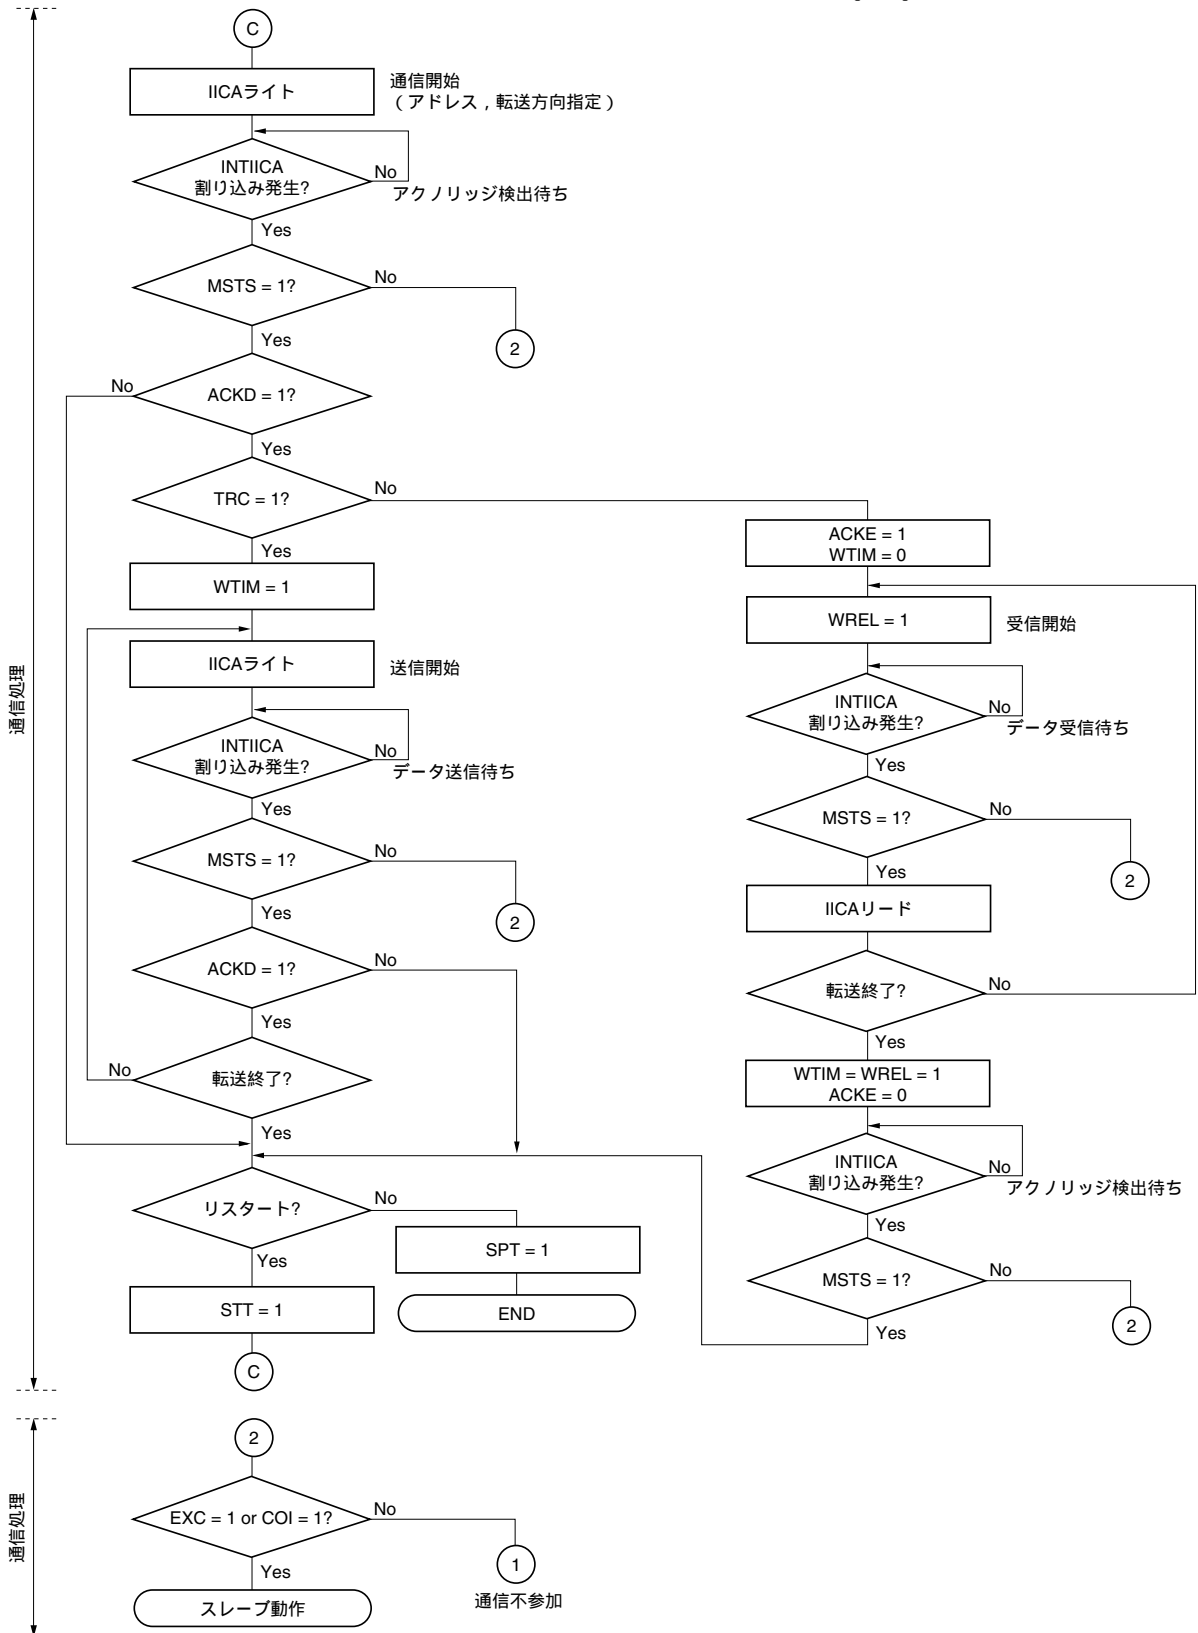 C
IICAライト
通信開始
（アドレス，転送方向指定）
INTIICA
割り込み発生?
No
アクノリッジ検出待ち
Yes
MSTS = 1?
No
2
Yes
ACKD = 1?
No
Yes
TRC = 1?
No
Yes
WTIM = 1
IICAライト
送信開始
INTIICA
割り込み発生?
No
データ送信待ち
Yes
MSTS = 1?
No
2
Yes
ACKD = 1?
No
Yes
転送終了?
No
Yes
リスタート?
No
SPT = 1
END
Yes
STT = 1
C
ACKE = 1
WTIM = 0
WREL = 1
受信開始
INTIICA
割り込み発生?
No
データ受信待ち
Yes
MSTS = 1?
No
2
Yes
IICAリード
転送終了?
No
Yes
WTIM = WREL = 1
ACKE = 0
INTIICA
割り込み発生?
No
アクノリッジ検出待ち
Yes
MSTS = 1?
No
2
Yes
通信処理
2
EXC = 1 or COI = 1?
No
1
通信不参加
Yes
スレーブ動作
通信処理